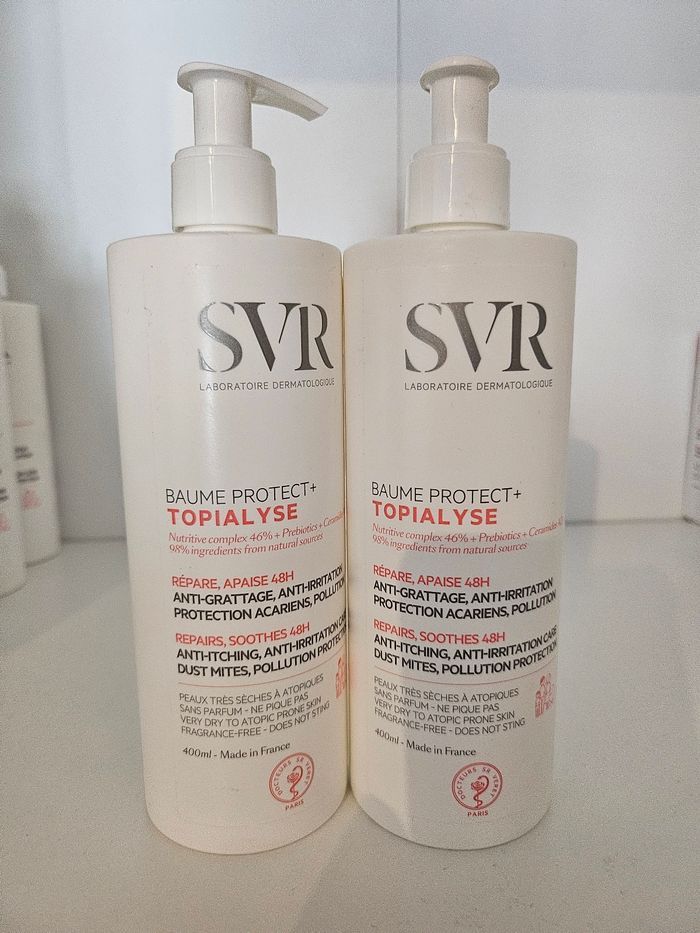 SVR
LABORATOIRE DERMATOLOGIQUE
BAUME PROTECT+
TOPIALYSE
Nutritive complex 46% + Prebiotics + Ceramides
98% ingredients from natural sources
RÉPARE, APAISE 48H
ANTI-GRATTAGE, ANTI-IRRITATION
PROTECTION ACARIENS, POLLUTION
REPAIRS, SOOTHES 48H
ANTI-ITCHING, ANTI-IRRITATION CARE
DUST MITES, POLLUTION PROTECTION
PEAUX TRÈS SÈCHES À ATOPIQUES
SANS PARFUM - NE PIQUE PAS
VERY DRY TO ATOPIC PRONE SKIN
FRAGRANCE-FREE - DOES NOT STING
400ml - Made in France
DOCTEURS SR VERET
PARIS
SVR
LABORATOIRE DERMATOLOGIQUE
BAUME PROTECT+
TOPIALYSE
Nutritive complex 46% + Prebiotics + Ceramides
98% ingredients from natural sources
RÉPARE, APAISE 48H
ANTI-GRATTAGE, ANTI-IRRITATION
PROTECTION ACARIENS, POLLUTION
REPAIRS, SOOTHES 48H
ANTI-ITCHING, ANTI-IRRITATION CARE
DUST MITES, POLLUTION PROTECTION
PEAUX TRÈS SÈCHES À ATOPIQUES
SANS PARFUM - NE PIQUE PAS
VERY DRY TO ATOPIC PRONE SKIN
FRAGRANCE-FREE - DOES NOT STING
400ml - Made in France
DOCTEURS SR VERET
PARIS